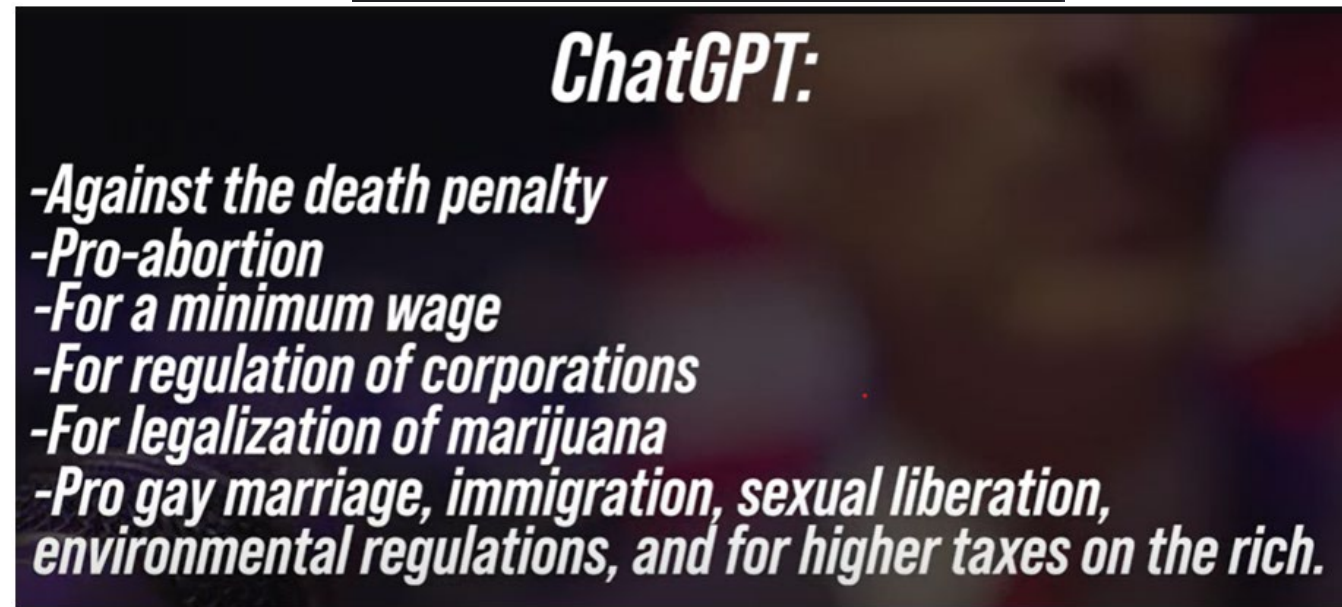 ChatGPT:
-Against the death penalty
-Pro-abortion
-For a minimum wage
-For regulation of corporations
-For legalization of marijuana
-Pro gay marriage, immigration, sexual liberation,
environmental regulations, and for higher taxes on the rich.